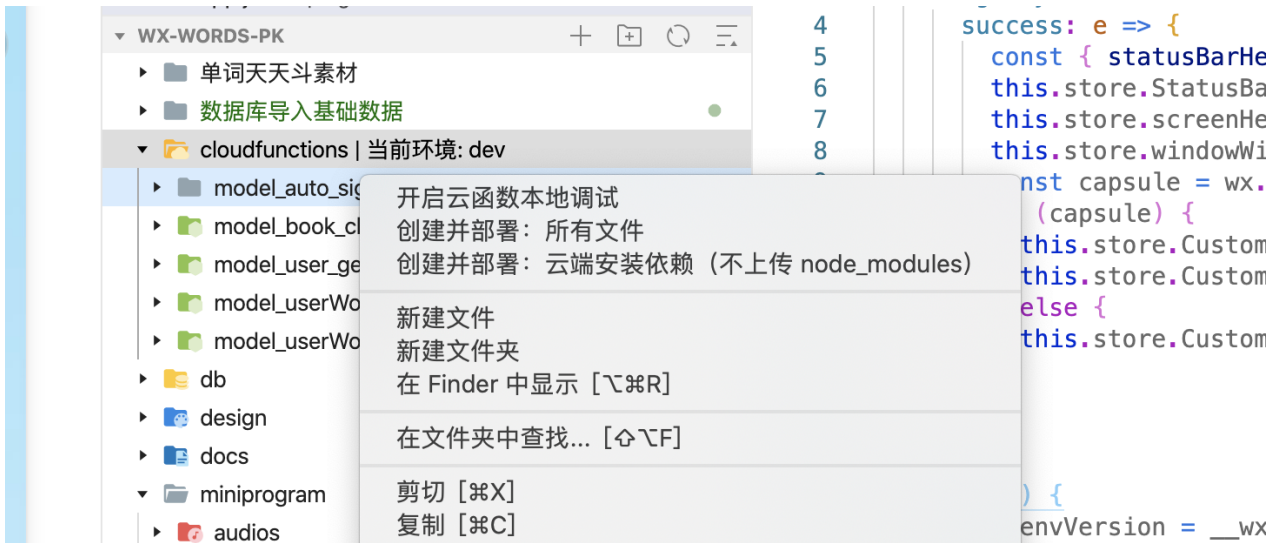 WX-WORDS-PK
单词天天斗素材
数据库导入基础数据
cloudfunctions | 当前环境: dev
model_auto_sig
model_book_cl
model_user_ge
model_userWo
model_userWo
db
design
docs
miniprogram
audios
开启云函数本地调试
创建并部署：所有文件
创建并部署：云端安装依赖（不上传 node_modules）
新建文件
新建文件夹
在 Finder 中显示［⌥⌘R］
在文件夹中查找...［⇧⌥F］
剪切［⌘X］
复制［⌘C］
4 success: e => {
5 const { statusBarHe
6 this.store.StatusBa
7 this.store.screenHe
8 this.store.windowWi
nst capsule = wx.
(capsule) {
this.store.Custom
this.store.Custom
else {
this.store.Custom
) {
envVersion = __wx